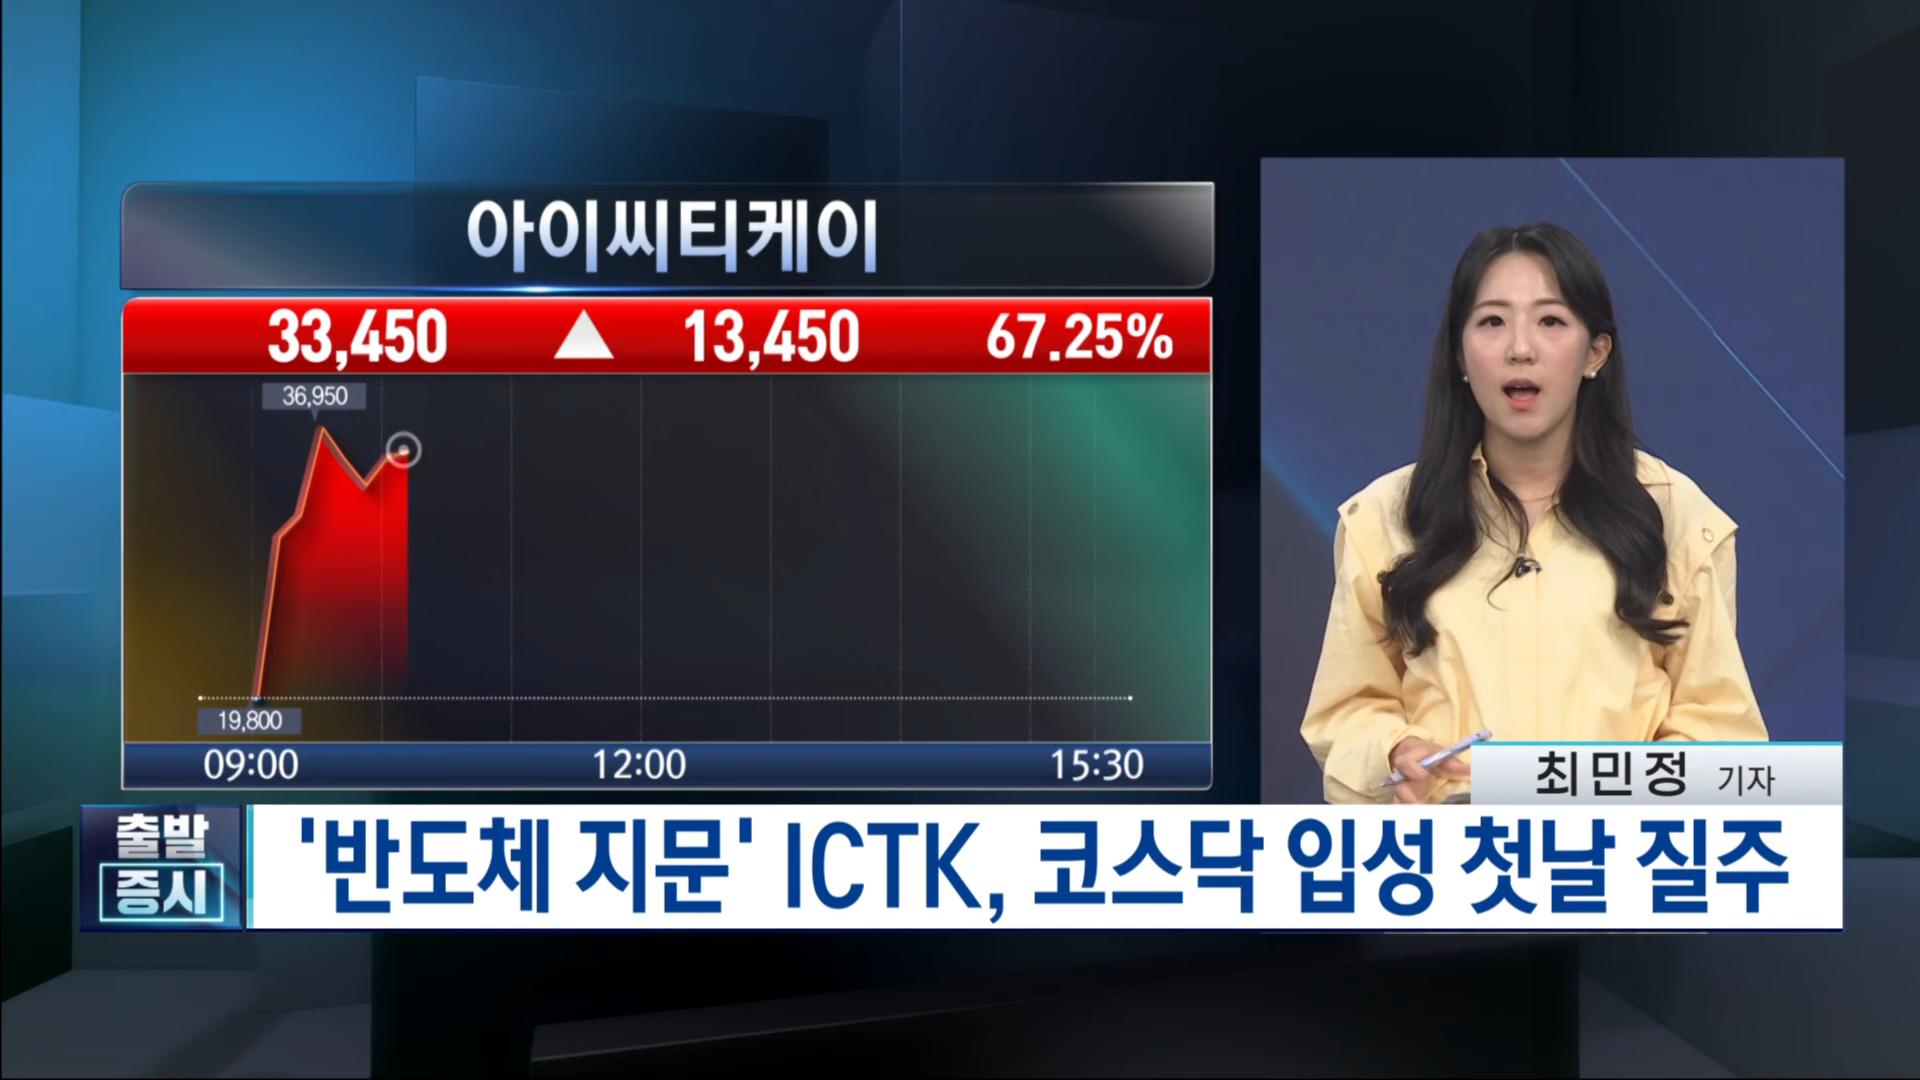 아이씨티케이
33,450 ▲ 13,450 67.25%
36,950
19,800
09:00 12:00 15:30
최민정 기자
출발
증시
'반도체 지문' ICTK, 코스닥 입성 첫날 질주